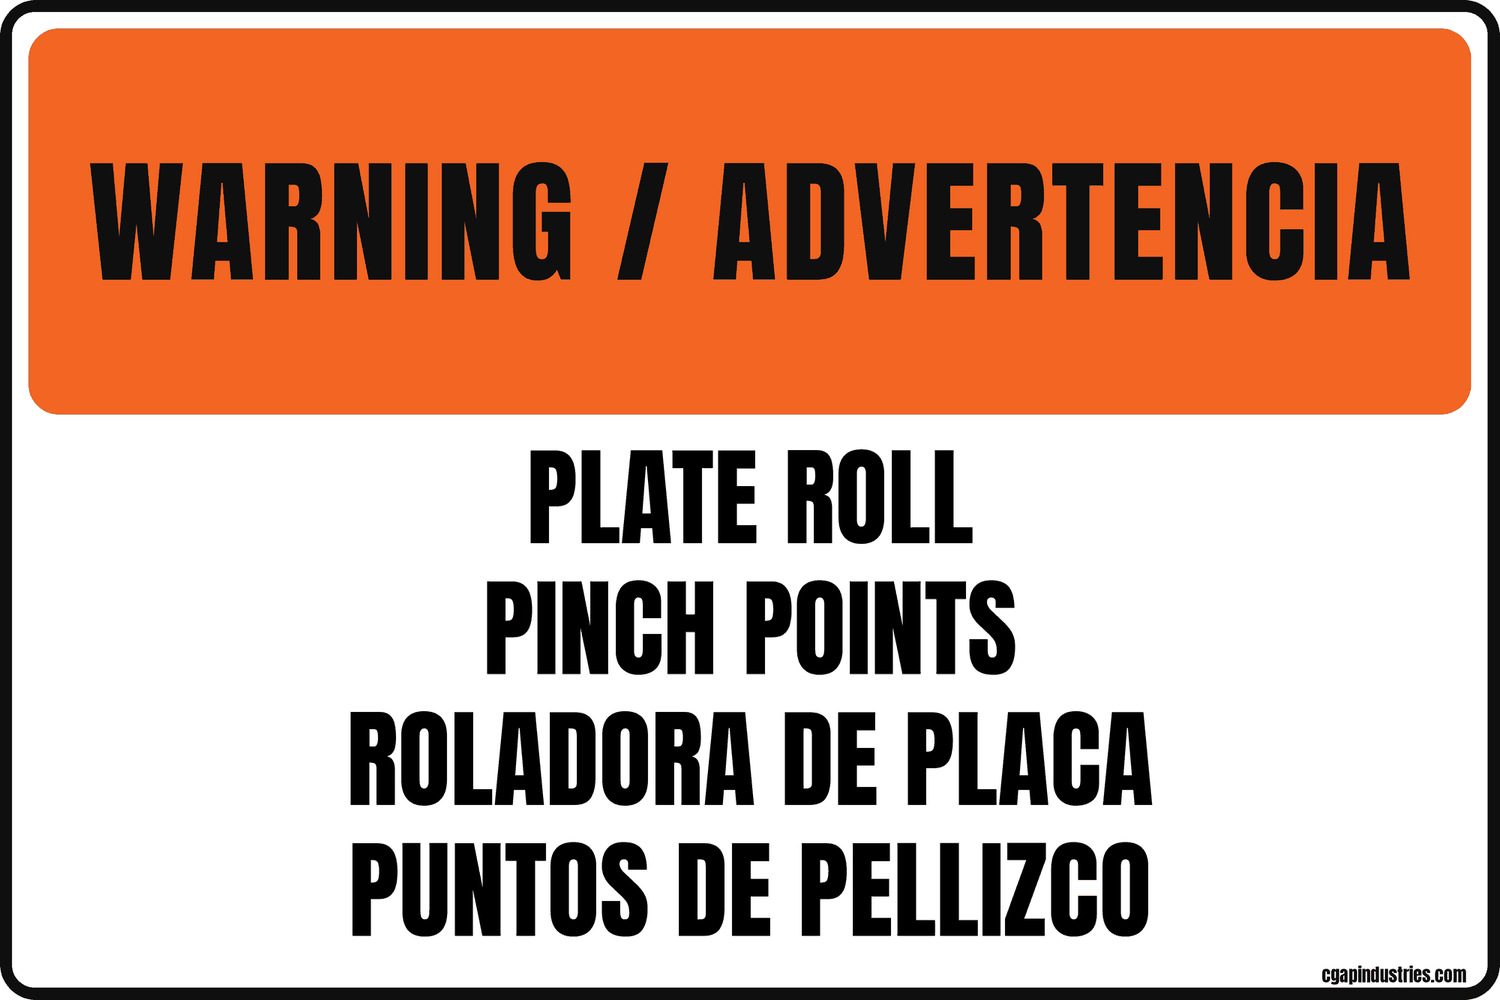 WARNING / ADVERTENCIA
PLATE ROLL
PINCH POINTS
ROLADORA DE PLACA
PUNTOS DE PELLIZCO
cgapindustries.com